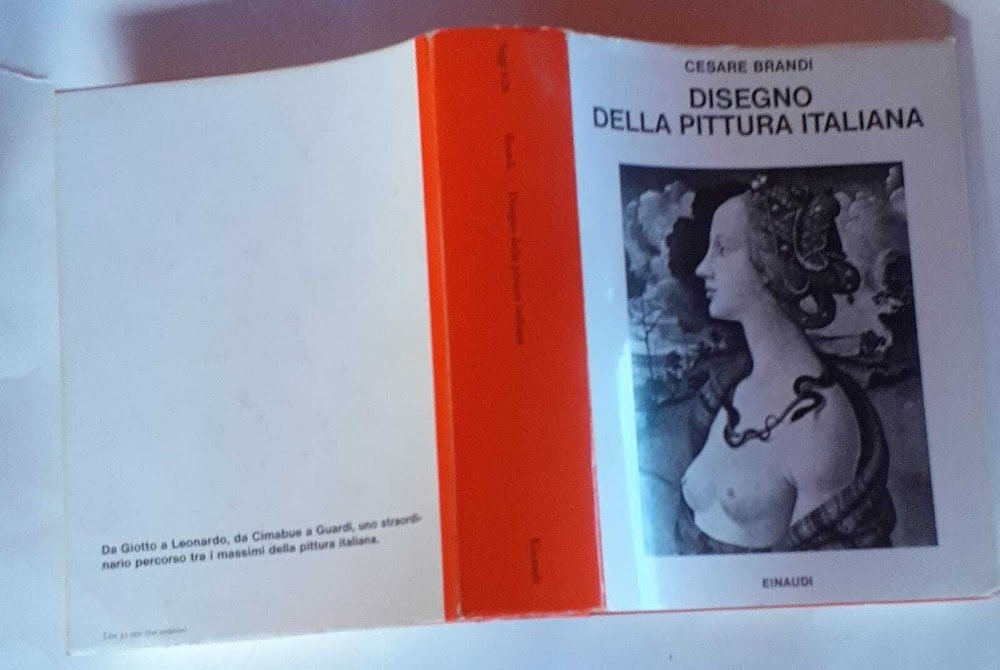 Da Giotto a Leonardo, da Cimabue a Guardi, uno straordi-
nario percorso tra i massimi della pittura italiana.
Brandi Disegno della pittura italiana
Einaudi
CESARE BRANDI
DISEGNO
DELLA PITTURA ITALIANA
EINAUDI